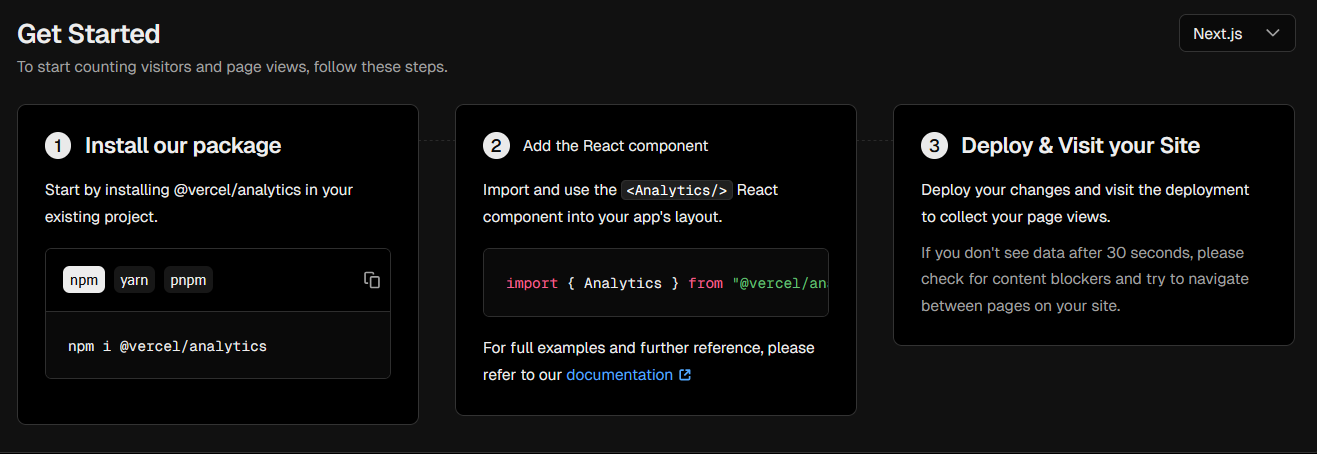 Get Started
Next.js
To start counting visitors and page views, follow these steps.
1 Install our package
Start by installing @vercel/analytics in your
existing project.
npm yarn pnpm
npm i @vercel/analytics
2 Add the React component
Import and use the <Analytics/> React
component into your app's layout.
import { Analytics } from "@vercel/an
For full examples and further reference, please
refer to our documentation
3 Deploy & Visit your Site
Deploy your changes and visit the deployment
to collect your page views.
If you don't see data after 30 seconds, please
check for content blockers and try to navigate
between pages on your site.